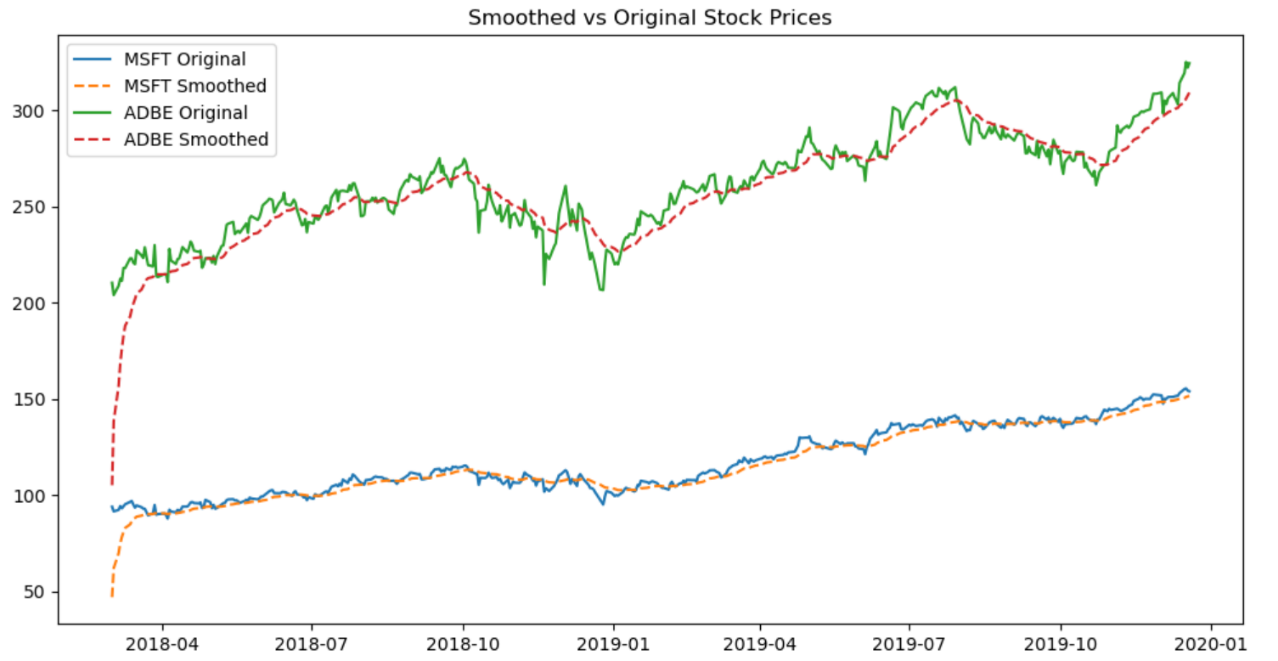 Smoothed vs Original Stock Prices
MSFT Original
MSFT Smoothed
ADBE Original
ADBE Smoothed
300
250
200
150
100
50
2018-04 2018-07 2018-10 2019-01 2019-04 2019-07 2019-10 2020-01